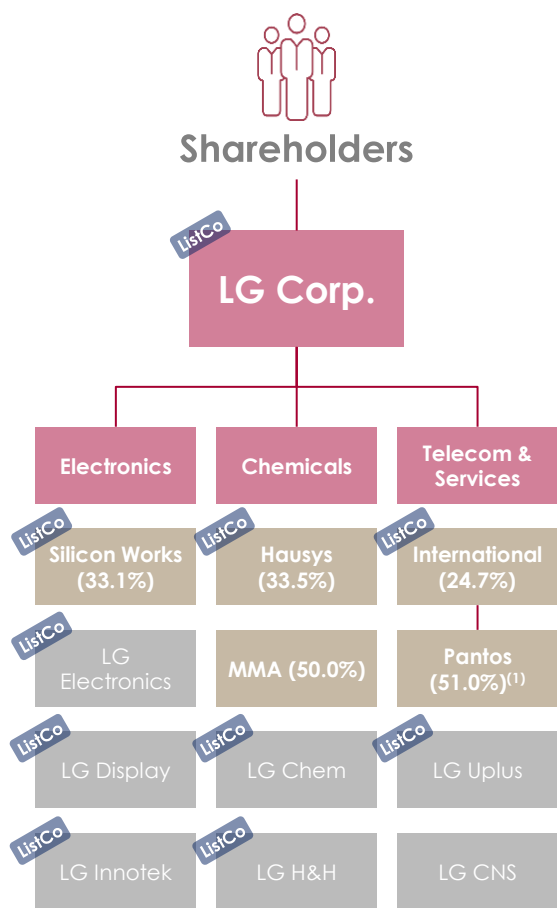 Shareholders
ListCo
LG Corp.
Electronics
Chemicals
Telecom &
Services
ListCo
Silicon Works
(33.1%)
ListCo
Hausys
(33.5%)
ListCo
International
(24.7%)
ListCo
LG
Electronics
MMA (50.0%)
Pantos
(51.0%)(1)
ListCo
LG Display
ListCo
LG Chem
ListCo
LG Uplus
ListCo
LG Innotek
ListCo
LG H&H
LG CNS